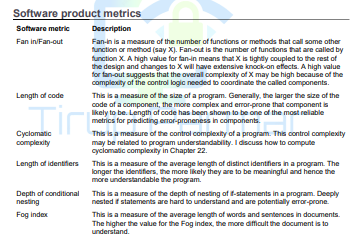 Software product metrics
Software metric Description
Fan in/Fan-out Fan-in is a measure of the number of functions or methods that call some other
function or method (say X). Fan-out is the number of functions that are called by
function X. A high value for fan-in means that X is tightly coupled to the rest of
the design and changes to X will have extensive knock-on effects. A high value
for fan-out suggests that the overall complexity of X may be high because of the
complexity of the control logic needed to coordinate the called components.
Length of code This is a measure of the size of a program. Generally, the larger the size of the
code of a component, the more complex and error-prone that component is
likely to be. Length of code has been shown to be one of the most reliable
metrics for predicting error-proneness in components.
Cyclomatic This is a measure of the control complexity of a program. This control complexity
complexity may be related to program understandability. I discuss how to compute
cyclomatic complexity in Chapter 22.
Length of identifiers This is a measure of the average length of distinct identifiers in a program. The
longer the identifiers, the more likely they are to be meaningful and hence the
more understandable the program.
Depth of conditional This is a measure of the depth of nesting of if-statements in a program. Deeply
nesting nested if-statements are hard to understand and are potentially error-prone.
Fog index This is a measure of the average length of words and sentences in documents.
The higher the value for the Fog index, the more difficult the document is to
understand.